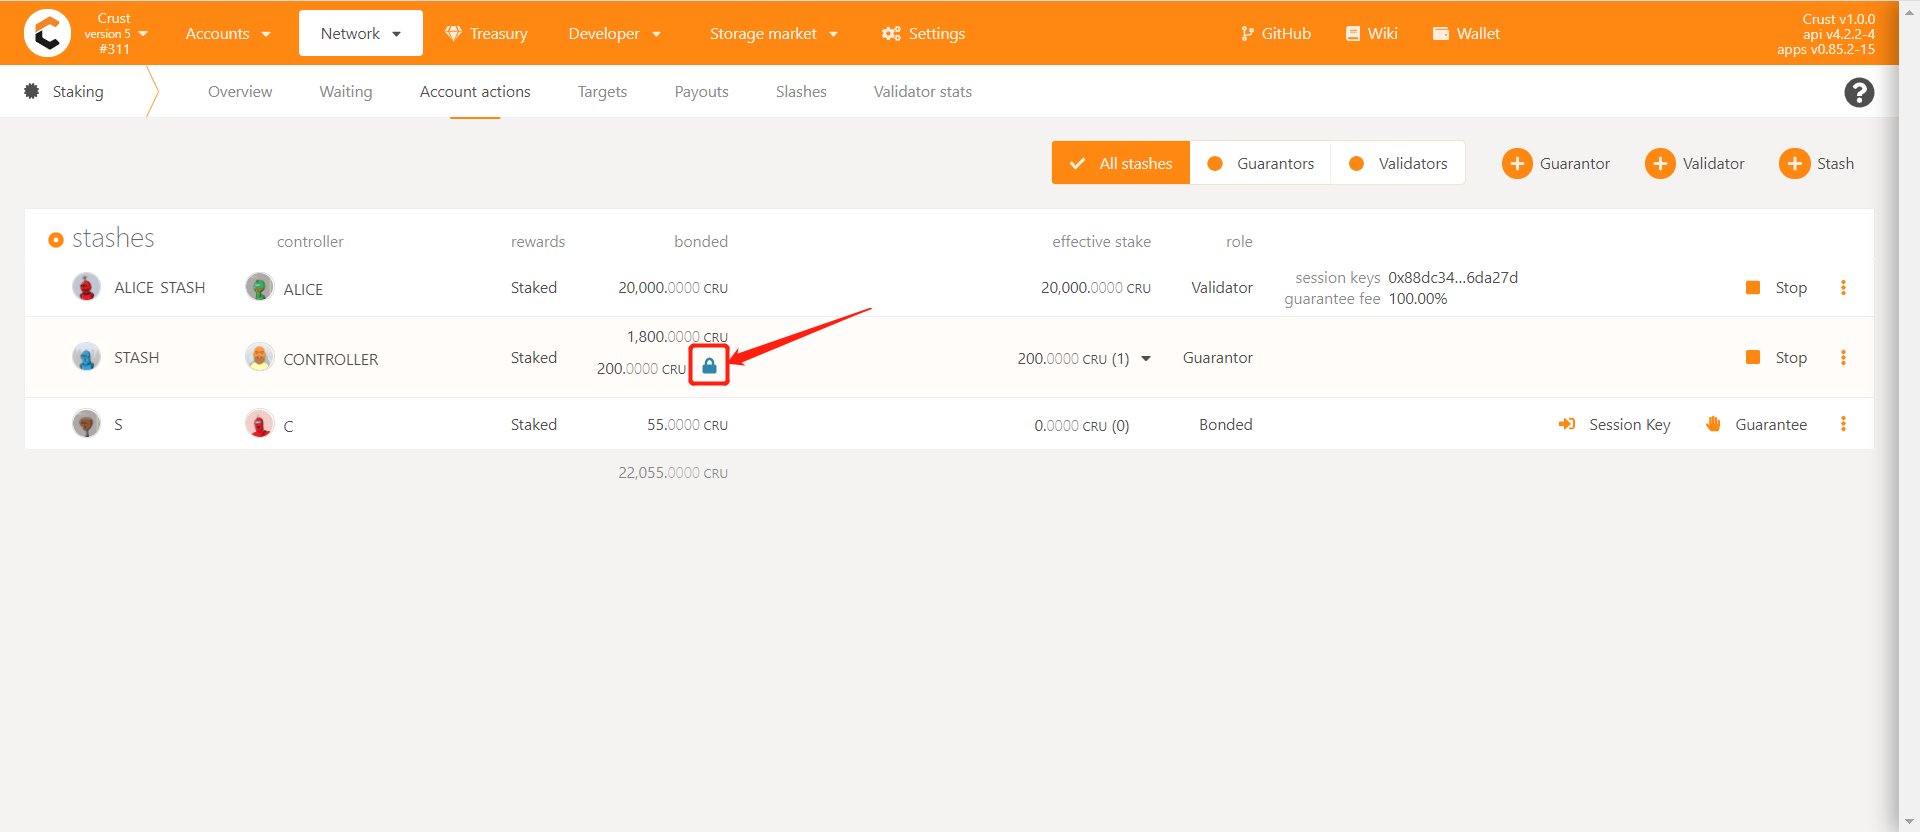 Crust
version 5
#311
Accounts
Network
Treasury
Developer
Storage market
Settings
GitHub
Wiki
Wallet
Crust v1.0.0
api v4.2.2-4
apps v0.85.2-15
Staking
Overview
Waiting
Account actions
Targets
Payouts
Slashes
Validator stats
All stashes
Guarantors
Validators
Guarantor
Validator
Stash
stashes
controller
rewards
bonded
effective stake
role
ALICE STASH
ALICE
Staked
20,000.0000 CRU
20,000.0000 CRU
Validator
session keys 0x88dc34...6da27d
guarantee fee 100.00%
Stop
STASH
CONTROLLER
Staked
1,800.0000 CRU
200.0000 CRU
200.0000 CRU (1)
Guarantor
Stop
S
C
Staked
55.0000 CRU
0.0000 CRU (0)
Bonded
Session Key
Guarantee
22,055.0000 CRU